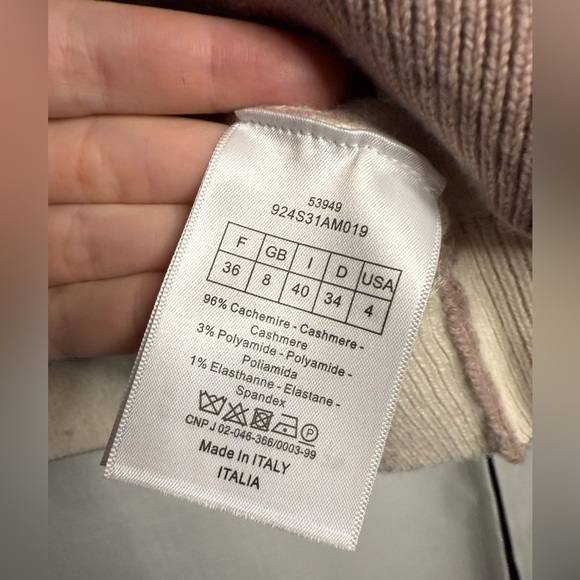 53949
924S31AM019
F GB I D USA
36 8 40 34 4
96% Cachemire - Cashmere -
Cashmere
3% Polyamide - Polyamide -
Poliamida
1% Elasthanne - Elastane -
Spandex
P
CNPJ 02-046-366/0003-99
Made in ITALY
ITALIA